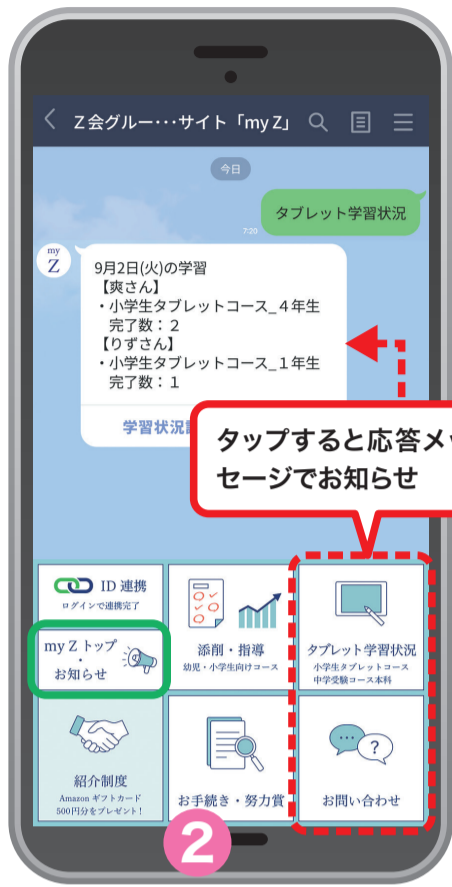 Z会グルー･･･サイト「my Z」
今日
タブレット学習状況
7:20
my
Z
9月2日(火)の学習
【爽さん】
・小学生タブレットコース_４年生
完了数：２
【りずさん】
・小学生タブレットコース_１年生
完了数：１
学習状況
タップすると応答メッ
セージでお知らせ
ID 連携
ログインで連携完了
my Z トップ
・
お知らせ
添削・指導
幼児・小学生向けコース
タブレット学習状況
小学生タブレットコース
中学受験コース本科
紹介制度
Amazon ギフトカード
500円分をプレゼント!
お手続き・努力賞
?
お問い合わせ
2